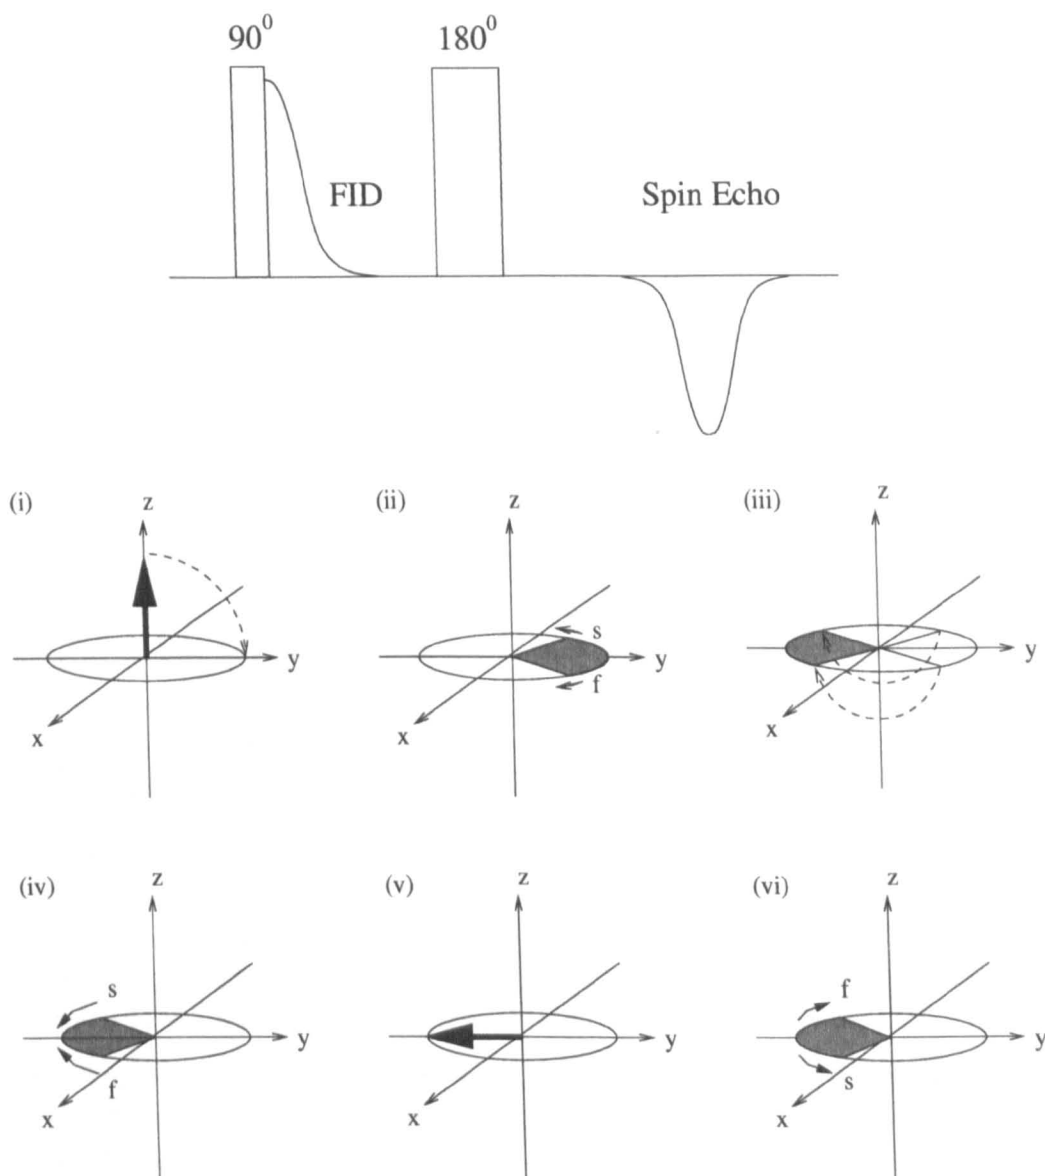 90⁰ 180⁰
FID Spin Echo
(i) z y x
(ii) z s y f x
(iii) z y x
(iv) z s y f x
(v) z y x
(vi) z f y s x